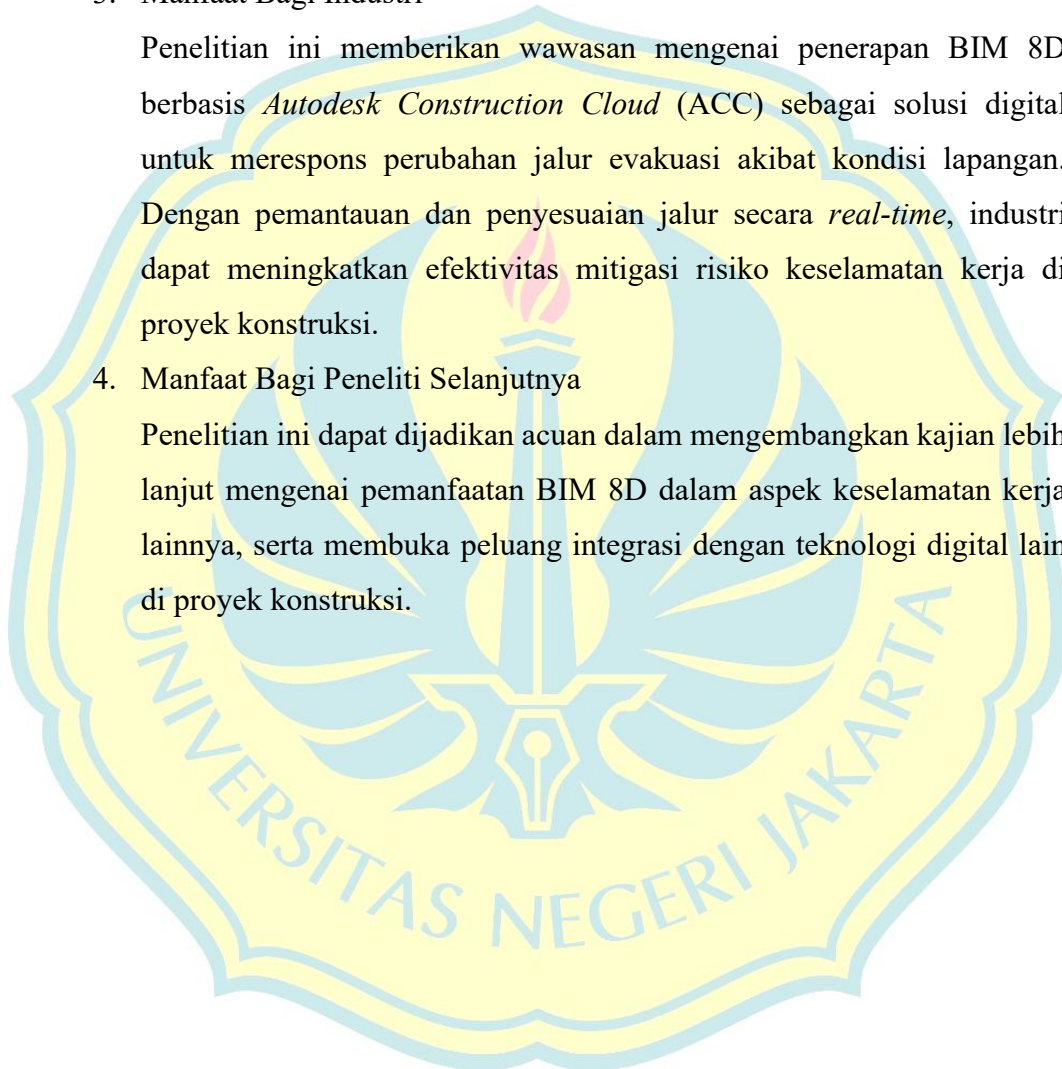 Manfaat Bagi Industri
Penelitian ini memberikan wawasan mengenai penerapan BIM 8D
berbasis Autodesk Construction Cloud (ACC) sebagai solusi digital
untuk merespons perubahan jalur evakuasi akibat kondisi lapangan.
Dengan pemantauan dan penyesuaian jalur secara real-time, industri
dapat meningkatkan efektivitas mitigasi risiko keselamatan kerja di
proyek konstruksi.
4. Manfaat Bagi Peneliti Selanjutnya
Penelitian ini dapat dijadikan acuan dalam mengembangkan kajian lebih
lanjut mengenai pemanfaatan BIM 8D dalam aspek keselamatan kerja
lainnya, serta membuka peluang integrasi dengan teknologi digital lain
di proyek konstruksi.
UNIVERSITAS NEGERI JAKARTA